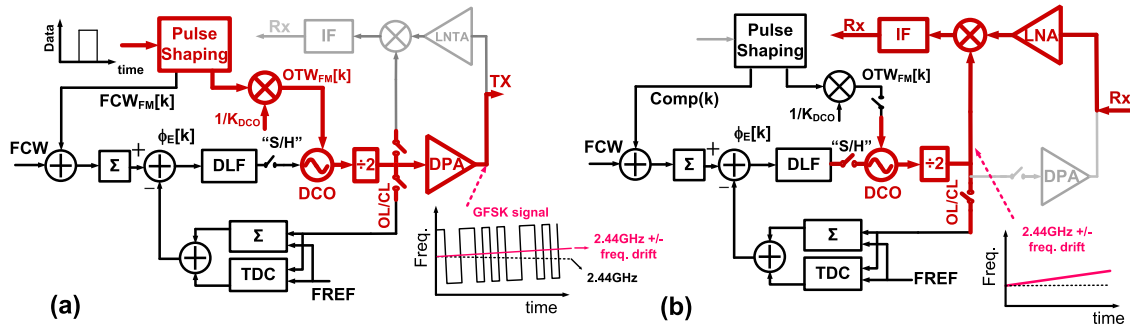 Data
time
Pulse
Shaping
Rx
IF
LNTA
FCW_FM[k]
OTW_FM[k]
1/K_DCO
TX
FCW
Σ
+
−
ϕ_E[k]
DLF
"S/H"
DCO
÷2
DPA
OL/CL
Σ
TDC
FREF
GFSK signal
Freq.
2.44GHz +/-
freq. drift
2.44GHz
time
(a)
Pulse
Shaping
Rx
IF
LNA
Rx
Comp(k)
OTW_FM[k]
1/K_DCO
FCW
Σ
+
−
ϕ_E[k]
DLF
"S/H"
DCO
÷2
DPA
OL/CL
Σ
TDC
FREF
2.44GHz +/-
freq. drift
Freq.
time
(b)